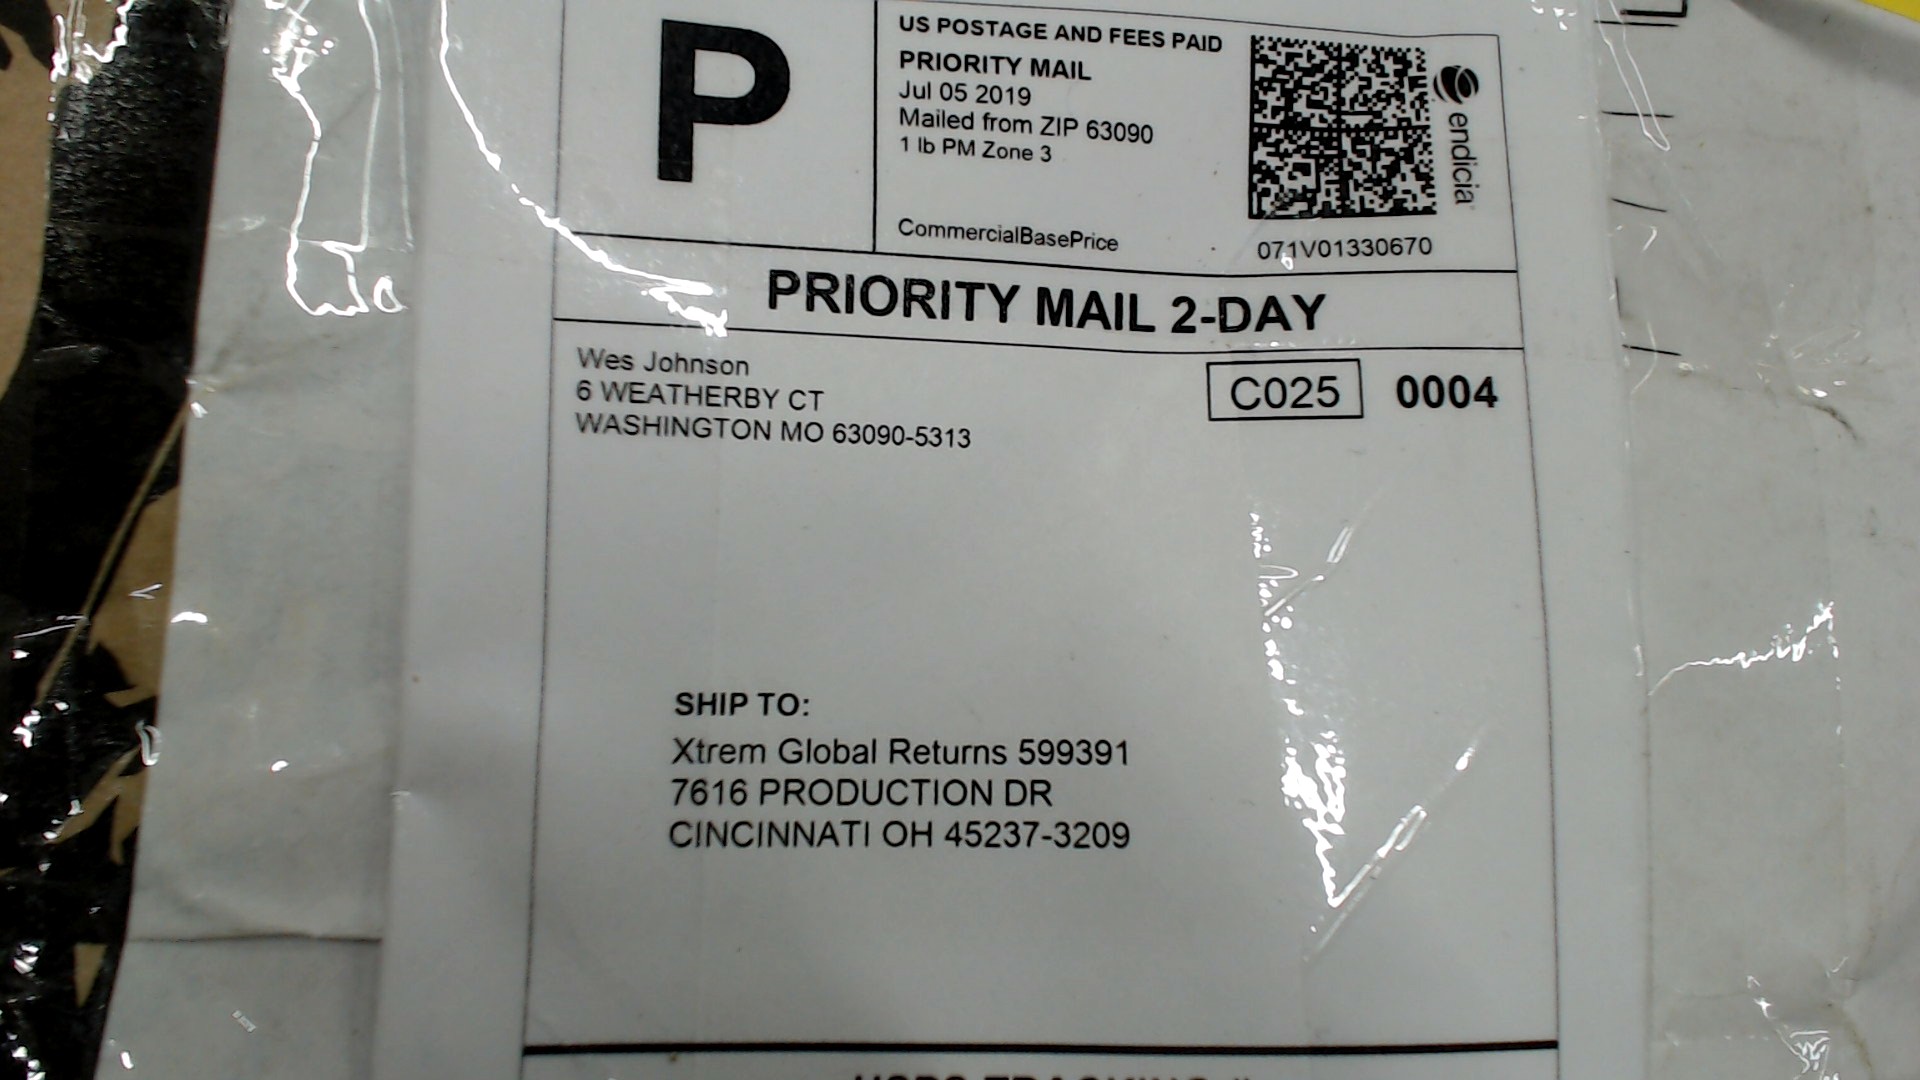 P
US POSTAGE AND FEES PAID
PRIORITY MAIL
Jul 05 2019
Mailed from ZIP 63090
1 lb PM Zone 3
CommercialBasePrice
endicia
071V01330670
PRIORITY MAIL 2-DAY
Wes Johnson
6 WEATHERBY CT
WASHINGTON MO 63090-5313
C025 0004
SHIP TO:
Xtrem Global Returns 599391
7616 PRODUCTION DR
CINCINNATI OH 45237-3209